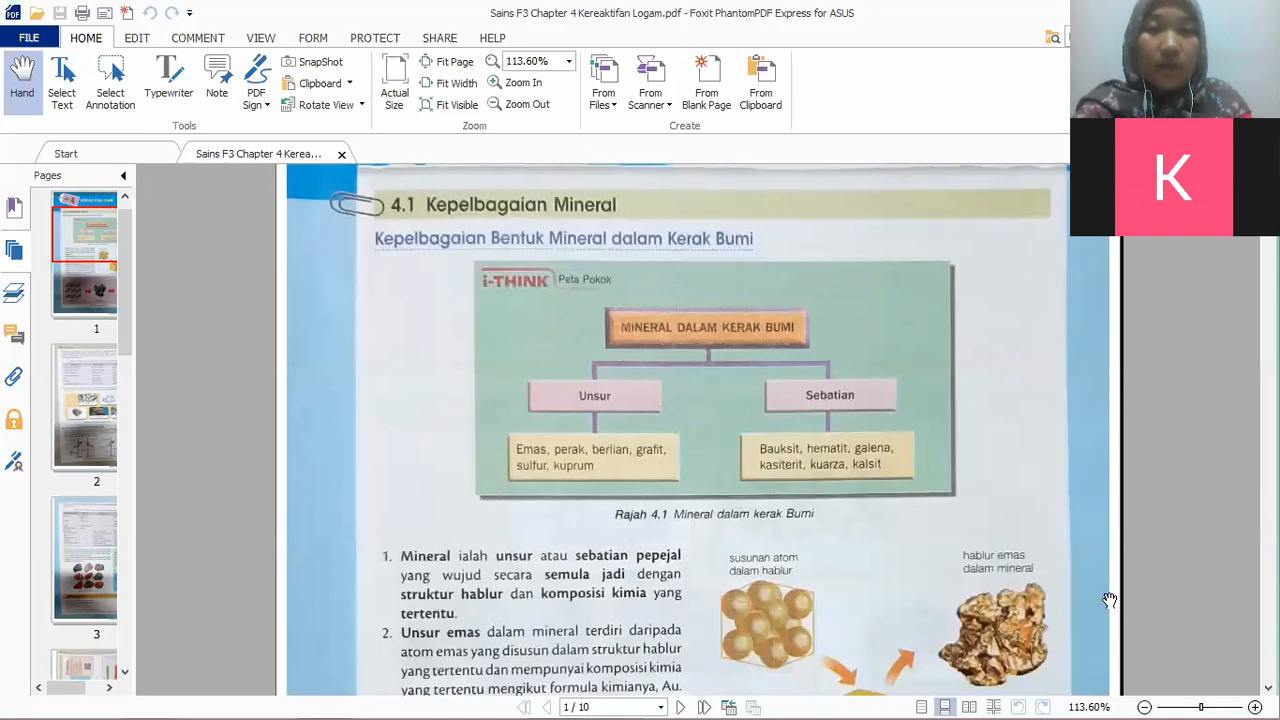 F3 Chapter 4 Kereaktifan Logam.pdf - Foxit PhantomPDF Express for ASUS
FILE HOME EDIT COMMENT VIEW FORM PROTECT SHARE HELP
Hand
Select Text
Select Annotation
Typewriter
Note
PDF Sign
SnapShot
Clipboard
Rotate View
Actual Size
Fit Page
Fit Width
Fit Visible
113.60%
Zoom In
Zoom Out
From Files
From Scanner
From Blank Page
From Clipboard
Tools
Zoom
Create
Start
Sains F3 Chapter 4 Kerea...
K
Pages
1
2
3
4.1 Kepelbagaian Mineral
Kepelbagaian Bentuk Mineral dalam Kerak Bumi
i-THINK Peta Pokok
MINERAL DALAM KERAK BUMI
Unsur
Sebatian
Emas, perak, berlian, grafit,
sulfur, kuprum
Bauksit, hematit, galena,
kasiterit, kuarza, kalsit
Rajah 4.1 Mineral dalam kerak Bumi
1. Mineral ialah unsur atau sebatian pepejal
yang wujud secara semula jadi dengan
struktur hablur dan komposisi kimia yang
tertentu.
2. Unsur emas dalam mineral terdiri daripada
atom emas yang disusun dalam struktur hablur
yang tertentu dan mempunyai komposisi kimia
yang tertentu mengikut formula kimianya, Au.
susunan atom
dalam hablur
hablur emas
dalam mineral
1 / 10
113.60%